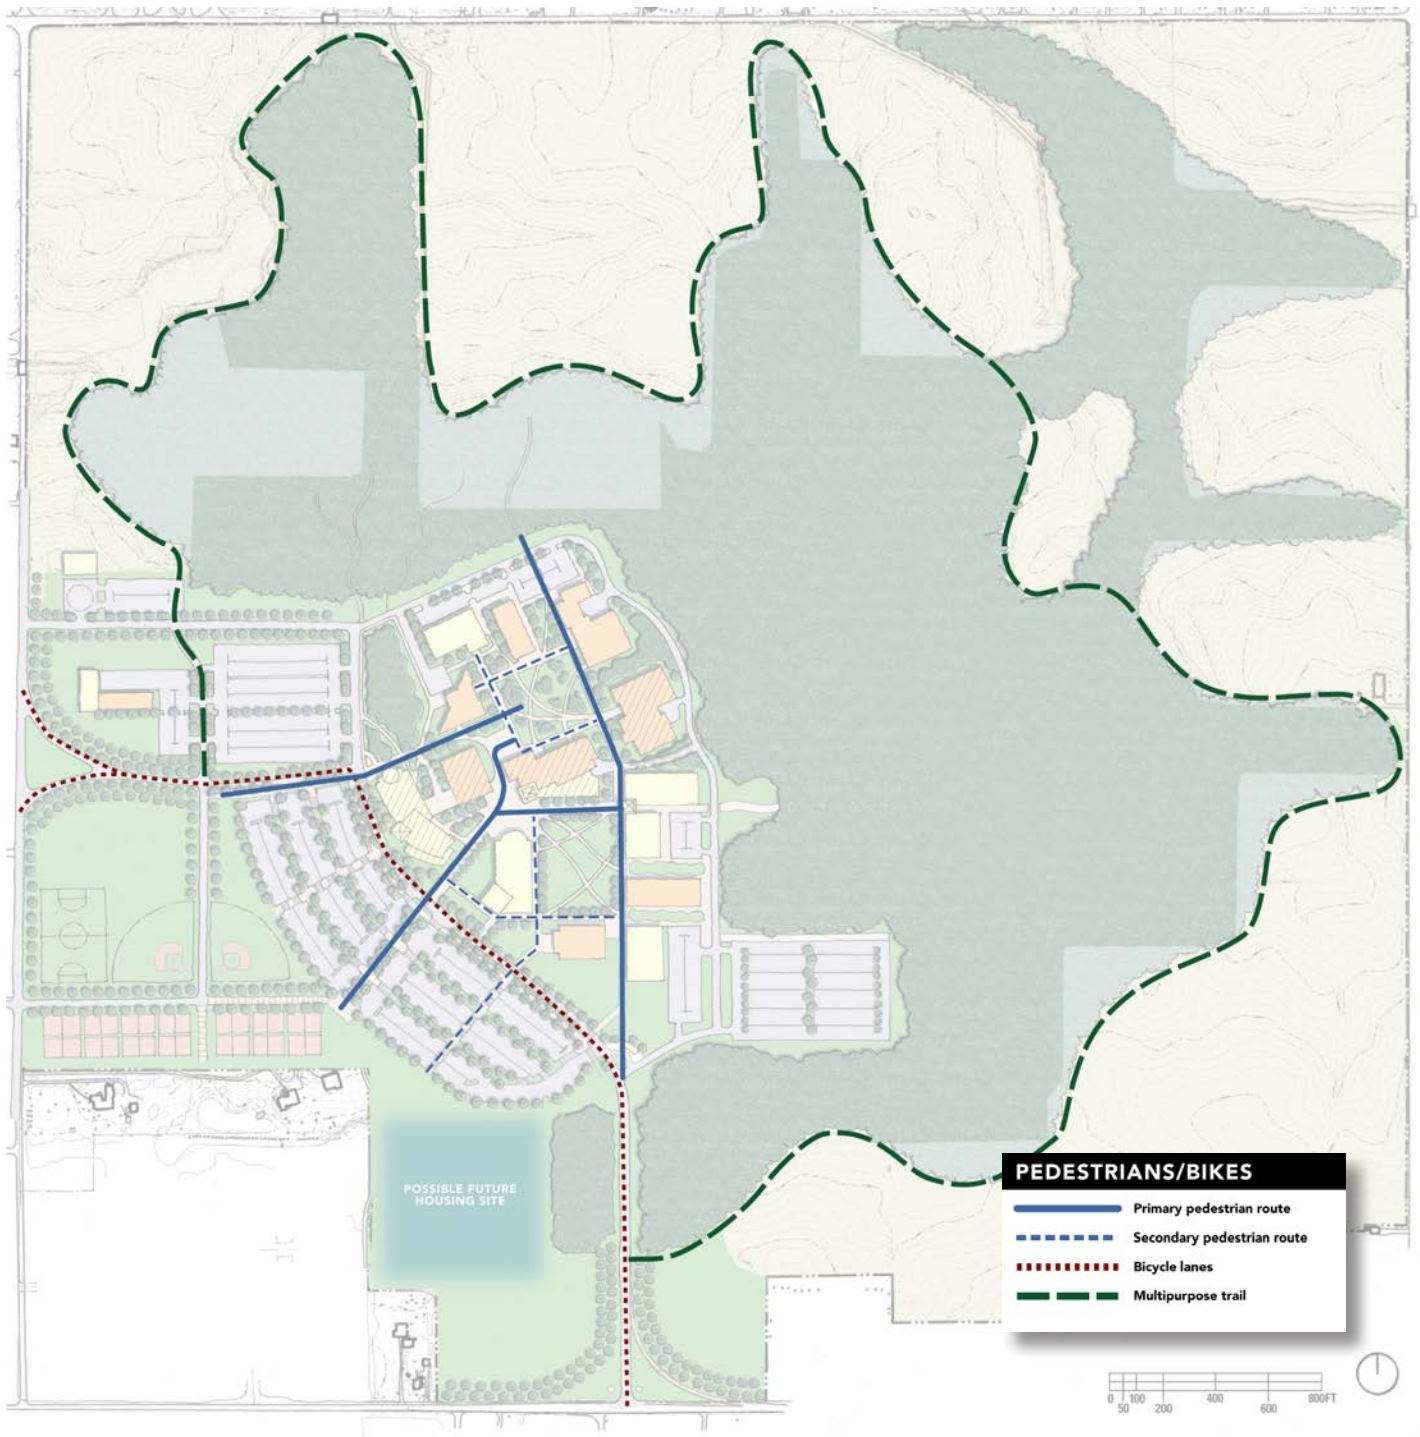 POSSIBLE FUTURE
HOUSING SITE
PEDESTRIANS/BIKES
Primary pedestrian route
Secondary pedestrian route
Bicycle lanes
Multipurpose trail
0 50 100 200 400 600 800FT